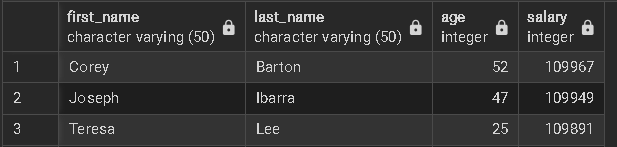 first_name last_name age salary
character varying (50) character varying (50) integer integer
1 Corey Barton 52 109967
2 Joseph Ibarra 47 109949
3 Teresa Lee 25 109891